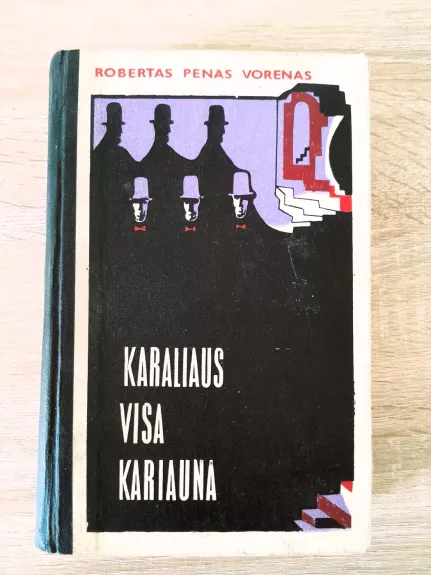 ROBERTAS PENAS VORENAS
KARALIAUS
VISA
KARIAUNA